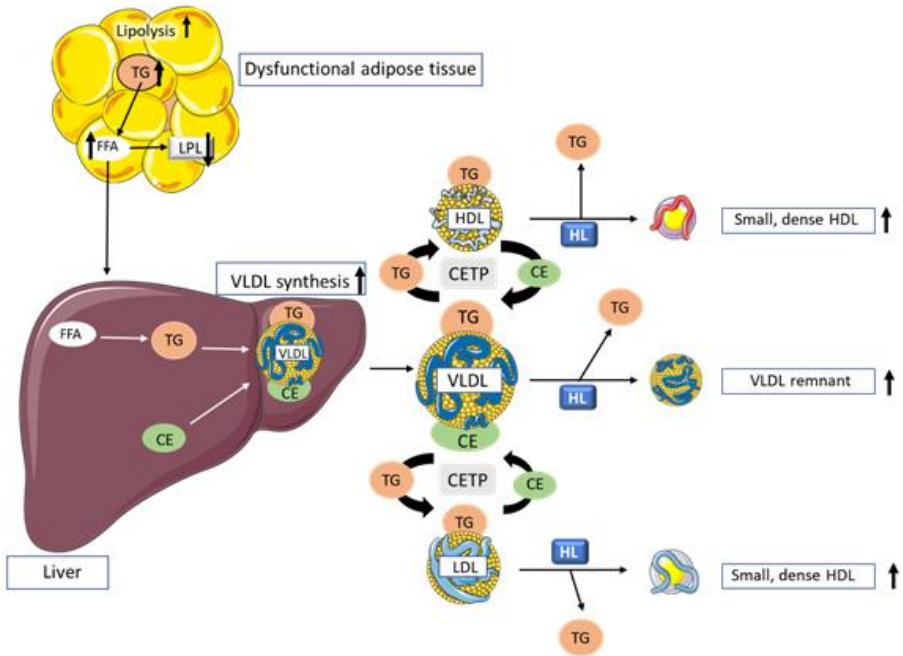 Lipolysis
TG
Dysfunctional adipose tissue
FFA
LPL
TG
TG
HDL
HL
Small, dense HDL
VLDL synthesis
TG
CETP
CE
TG
TG
TG
FFA
TG
VLDL
VLDL
HL
VLDL remnant
CE
CE
CE
TG
CETP
CE
TG
HL
Liver
LDL
Small, dense HDL
TG